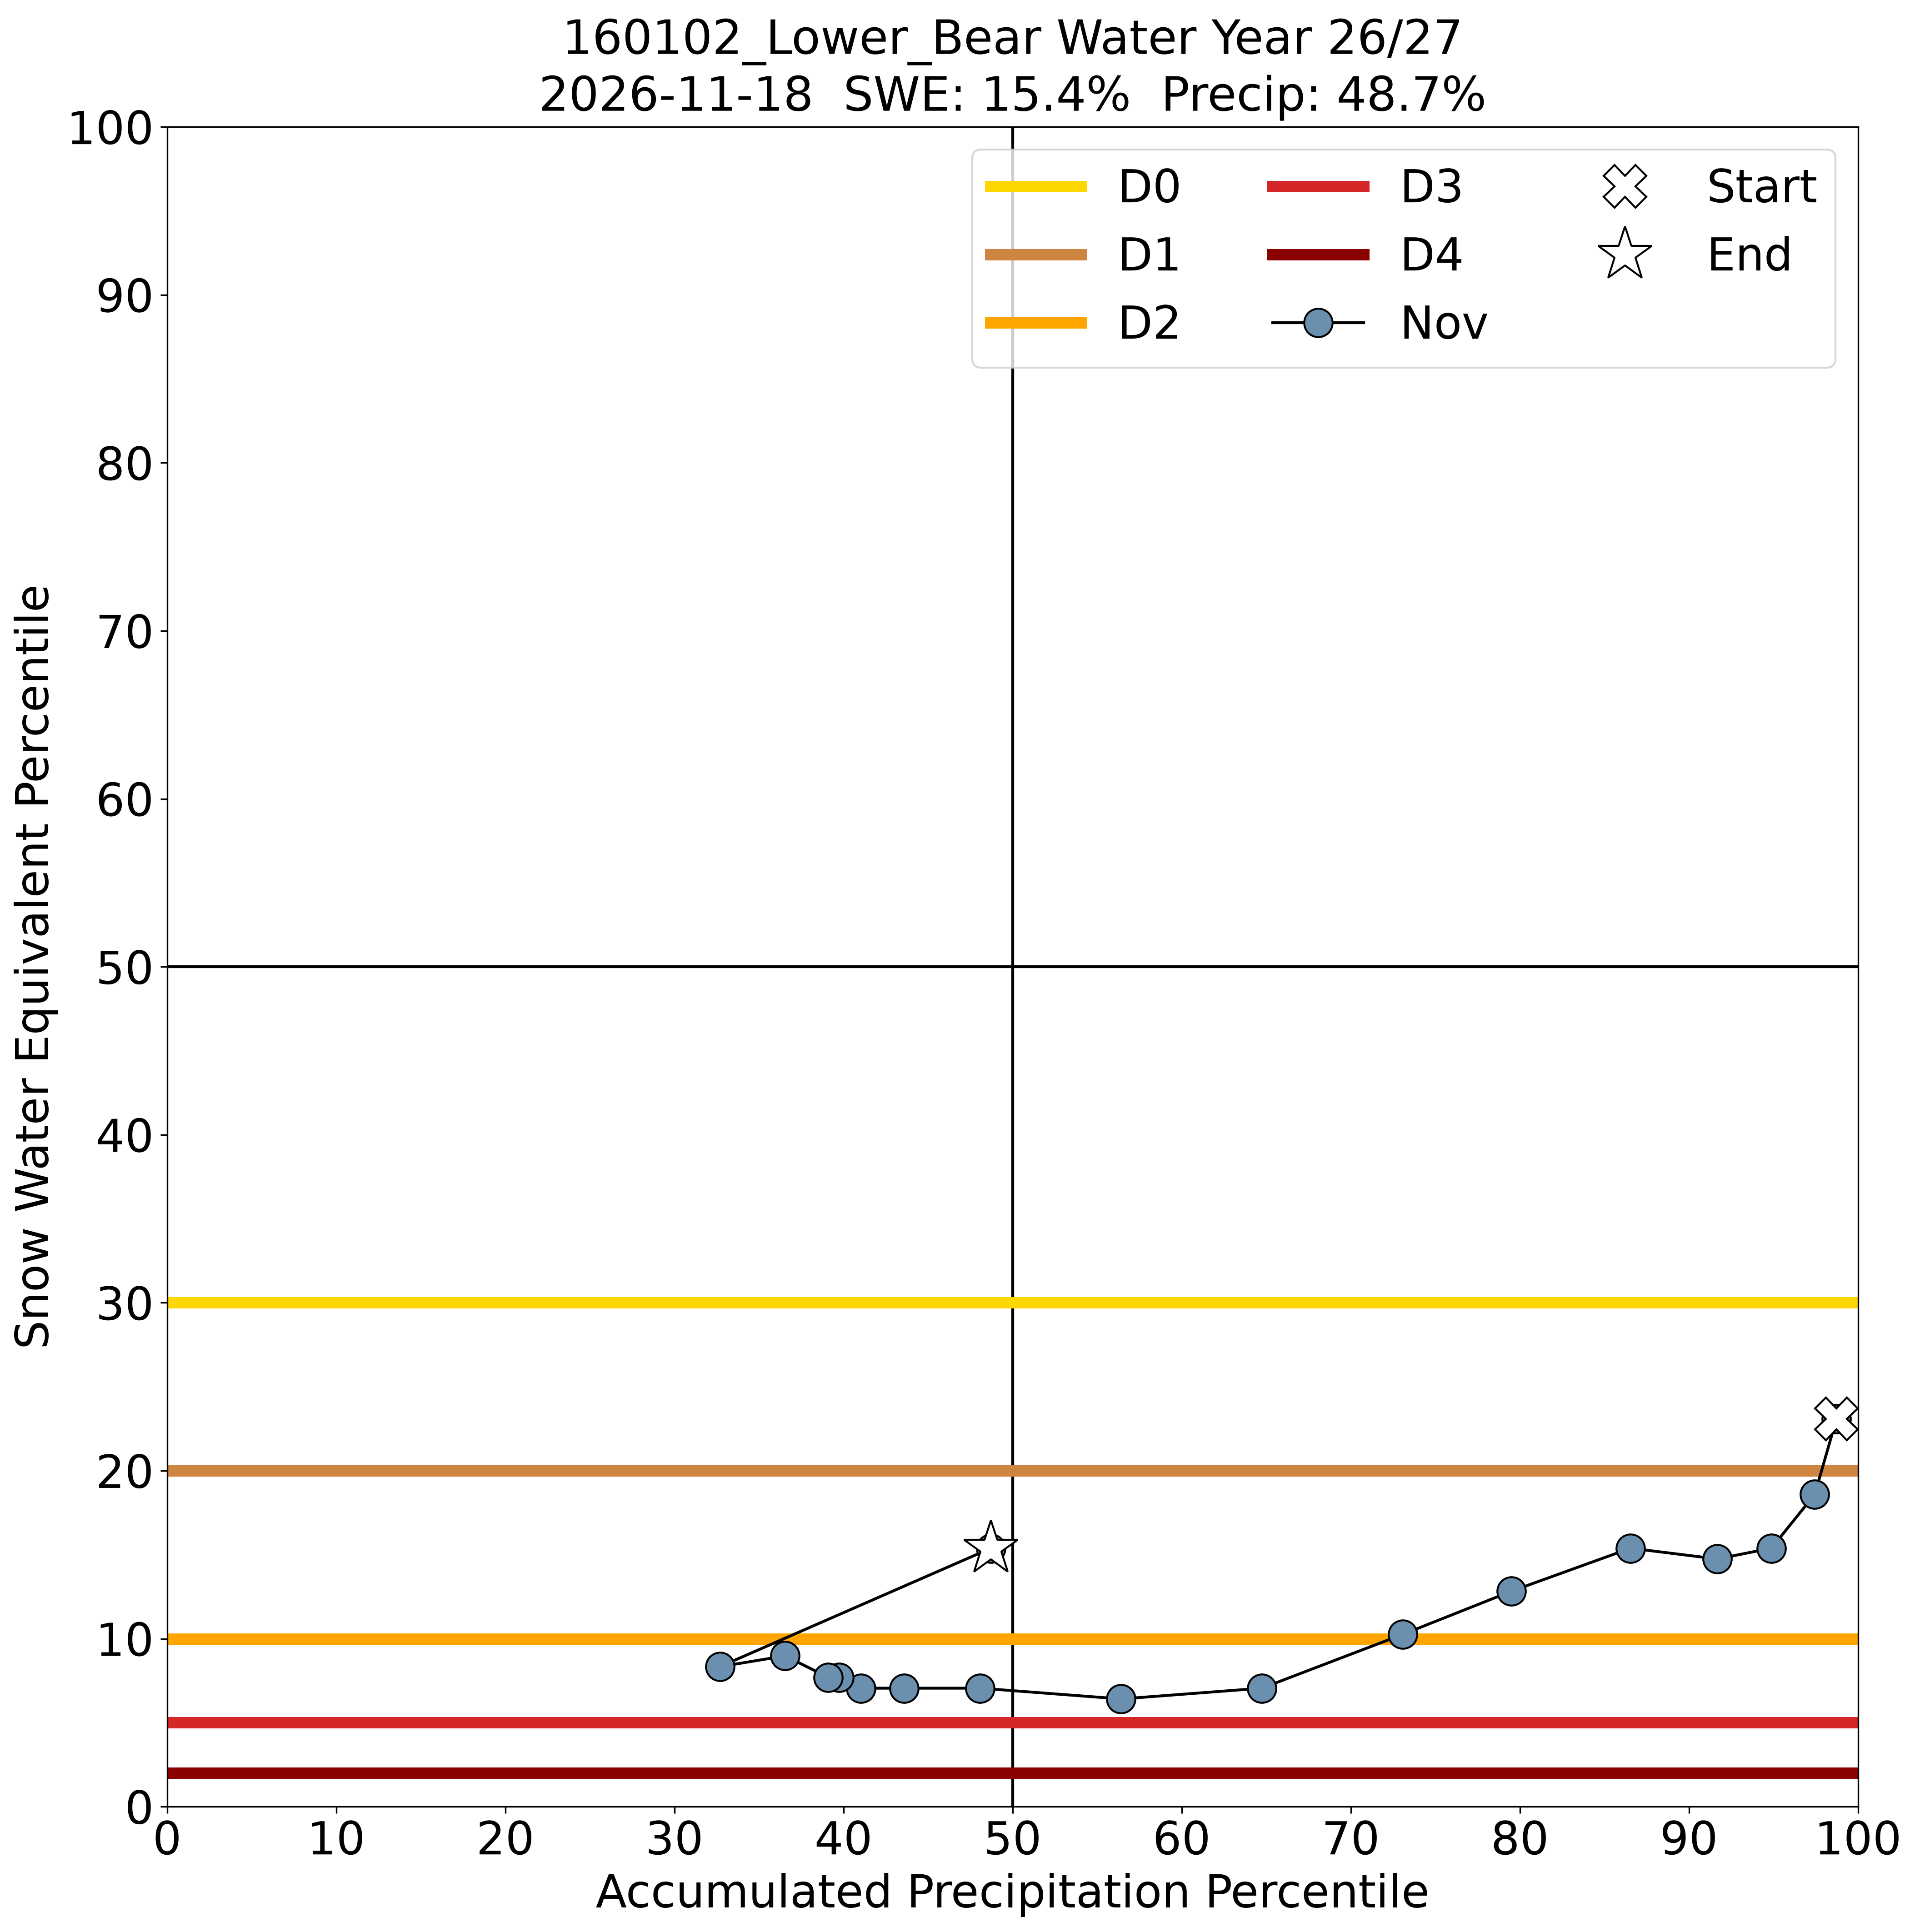 160102_Lower_Bear Water Year 26/27
2026-11-18  SWE: 15.4%  Precip: 48.7%
100
90
80
70
60
50
40
30
20
10
0
Snow Water Equivalent Percentile
D0
D1
D2
D3
D4
Nov
Start
End
0 10 20 30 40 50 60 70 80 90 100
Accumulated Precipitation Percentile